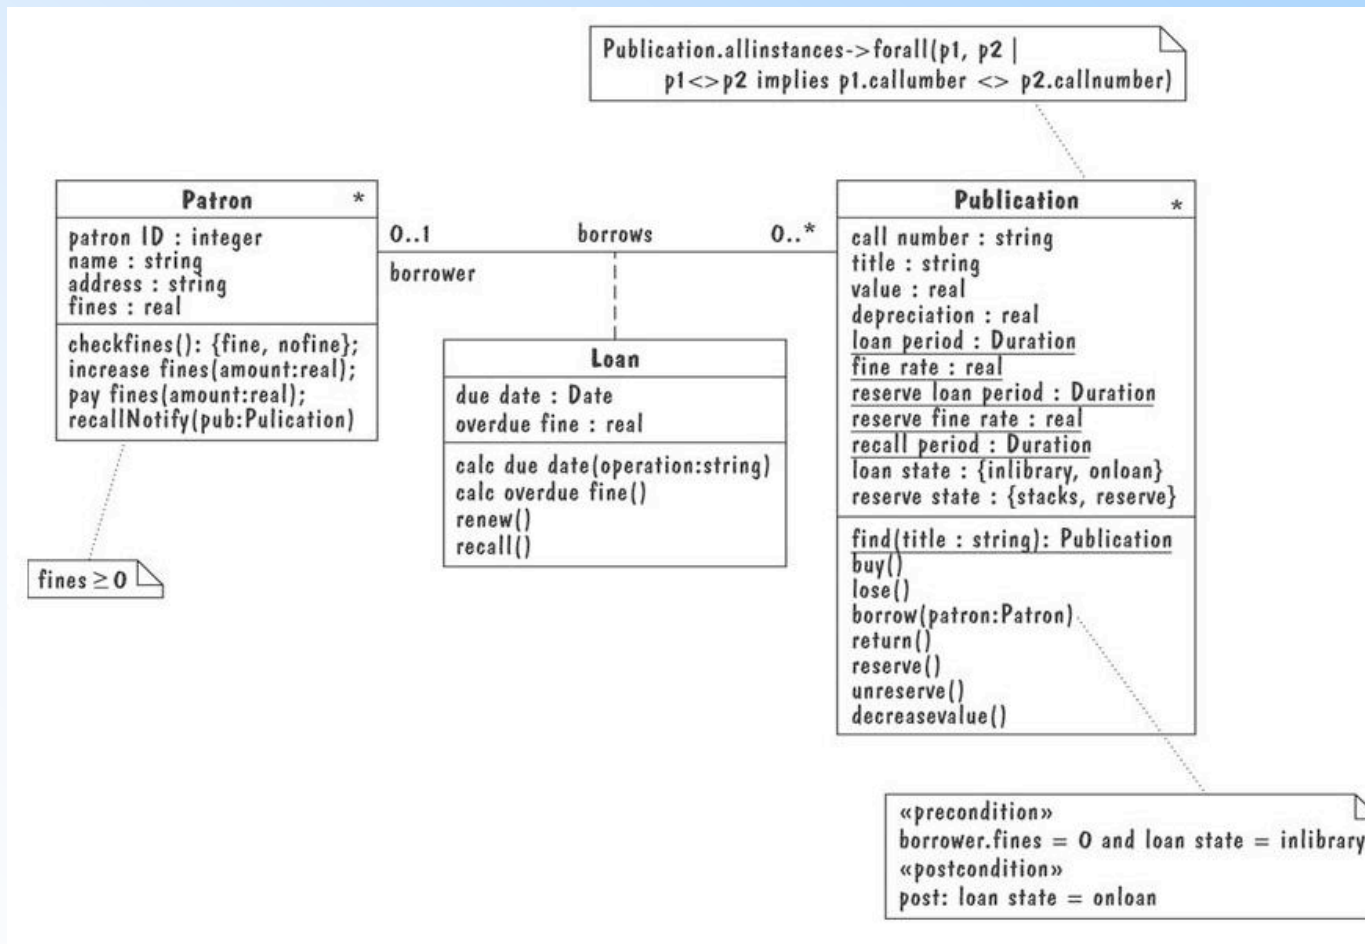 Publication.allinstances->forall(p1, p2 |
p1<>p2 implies p1.callumber <> p2.callnumber)
Patron *
patron ID : integer
name : string
address : string
fines : real
checkfines(): {fine, nofine};
increase fines(amount:real);
pay fines(amount:real);
recallNotify(pub:Pulication)
fines ≥ 0
0..1 borrows 0..*
borrower
Loan
due date : Date
overdue fine : real
calc due date(operation:string)
calc overdue fine()
renew()
recall()
Publication *
call number : string
title : string
value : real
depreciation : real
loan period : Duration
fine rate : real
reserve loan period : Duration
reserve fine rate : real
recall period : Duration
loan state : {inlibrary, onloan}
reserve state : {stacks, reserve}
find(title : string): Publication
buy()
lose()
borrow(patron:Patron)
return()
reserve()
unreserve()
decreasevalue()
«precondition»
borrower.fines = 0 and loan state = inlibrary
«postcondition»
post: loan state = onloan